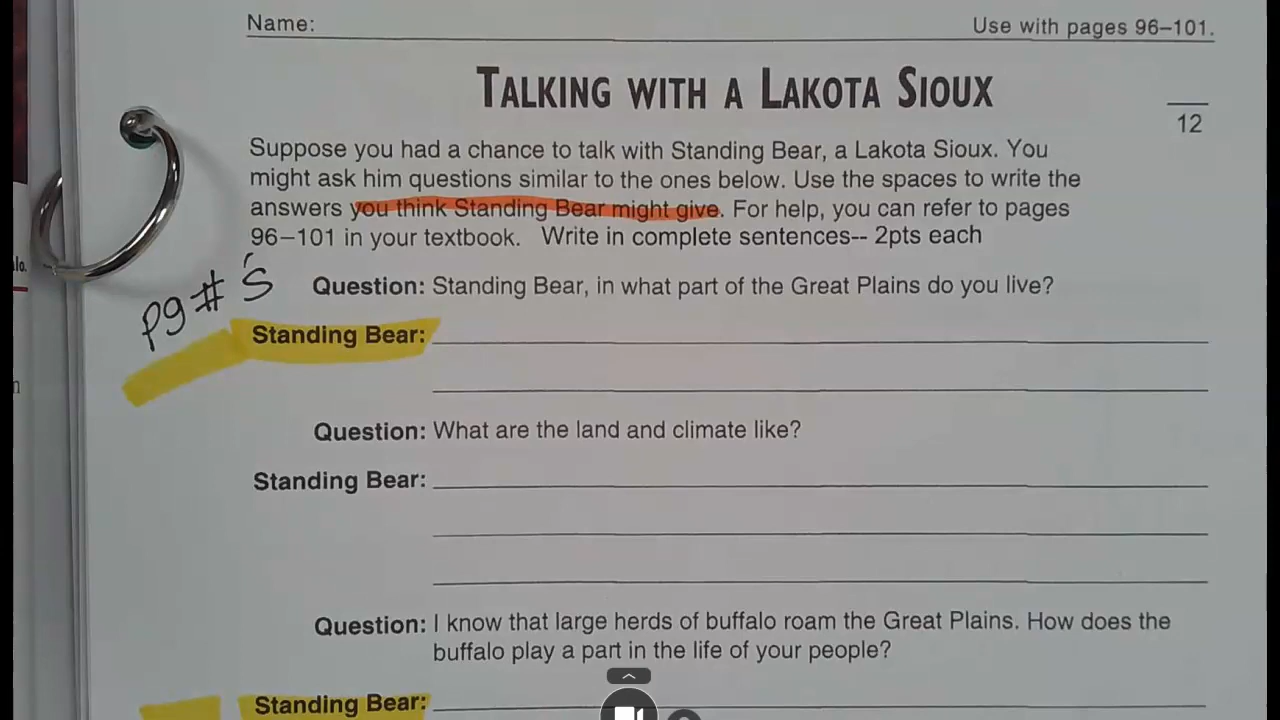 Name:
Use with pages 96–101.
TALKING WITH A LAKOTA SIOUX
12
Suppose you had a chance to talk with Standing Bear, a Lakota Sioux. You
might ask him questions similar to the ones below. Use the spaces to write the
answers you think Standing Bear might give. For help, you can refer to pages
96–101 in your textbook. Write in complete sentences-- 2pts each
pg #'s
Question: Standing Bear, in what part of the Great Plains do you live?
Standing Bear:
Question: What are the land and climate like?
Standing Bear:
Question: I know that large herds of buffalo roam the Great Plains. How does the
buffalo play a part in the life of your people?
Standing Bear: